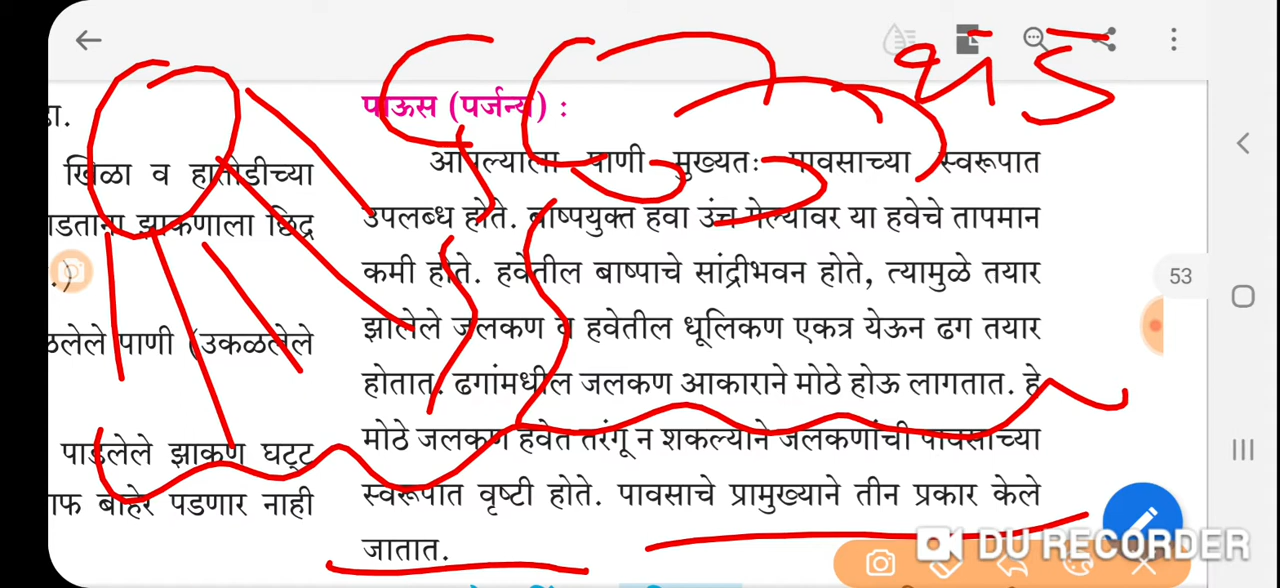 डा.
खिळा व हातोडीच्या
पाडताना झाकणाला छिद्र
.)
पाणी (उकळलेले
पाडलेले झाकण घट्ट
बाहेर पडणार नाही
पाऊस (पर्जन्य) :
आपल्याला पाणी मुख्यतः पावसाच्या स्वरूपात
उपलब्ध होते. बाष्पयुक्त हवा उंच गेल्यावर या हवेचे तापमान
कमी होते. हवेतील बाष्पाचे सांद्रीभवन होते, त्यामुळे तयार
झालेले जलकण व हवेतील धूलिकण एकत्र येऊन ढग तयार
होतात. ढगांमधील जलकण आकाराने मोठे होऊ लागतात. हे
मोठे जलकण हवेत तरंगू न शकल्याने जलकणांची पावसाच्या
स्वरूपात वृष्टी होते. पावसाचे प्रामुख्याने तीन प्रकार केले
जातात.
53
DU RECORDER